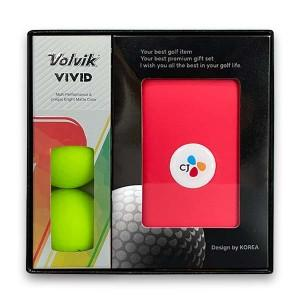 Volvik
VIVID
Multi-Performance &
Unique Bright Matte Color
Your best golf item
Your best premium gift set
I wish you all the best in your golf life.
CJ
Design by KOREA